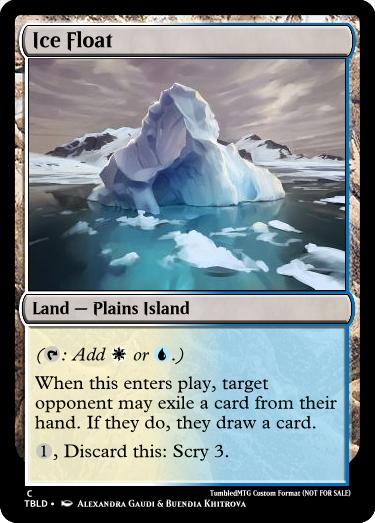 Ice Float
Land — Plains Island
(T: Add W or U.)
When this enters play, target
opponent may exile a card from their
hand. If they do, they draw a card.
1, Discard this: Scry 3.
C
TumbledMTG Custom Format (NOT FOR SALE)
TBLD • Alexandra Gaudi & Buendia Khitrova